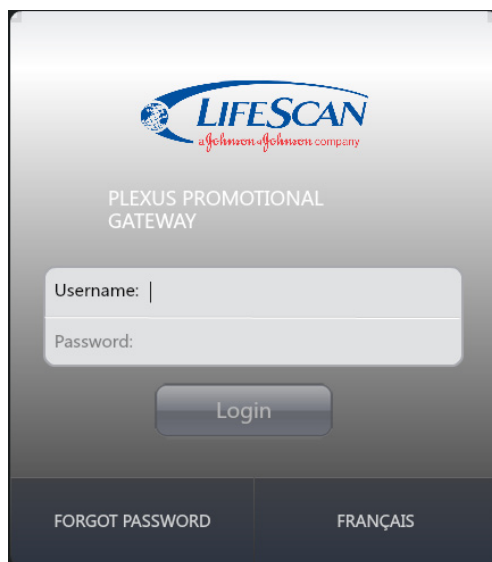 LIFESCAN
a Johnson & Johnson company
PLEXUS PROMOTIONAL
GATEWAY
Username:
Password:
Login
FORGOT PASSWORD
FRANÇAIS